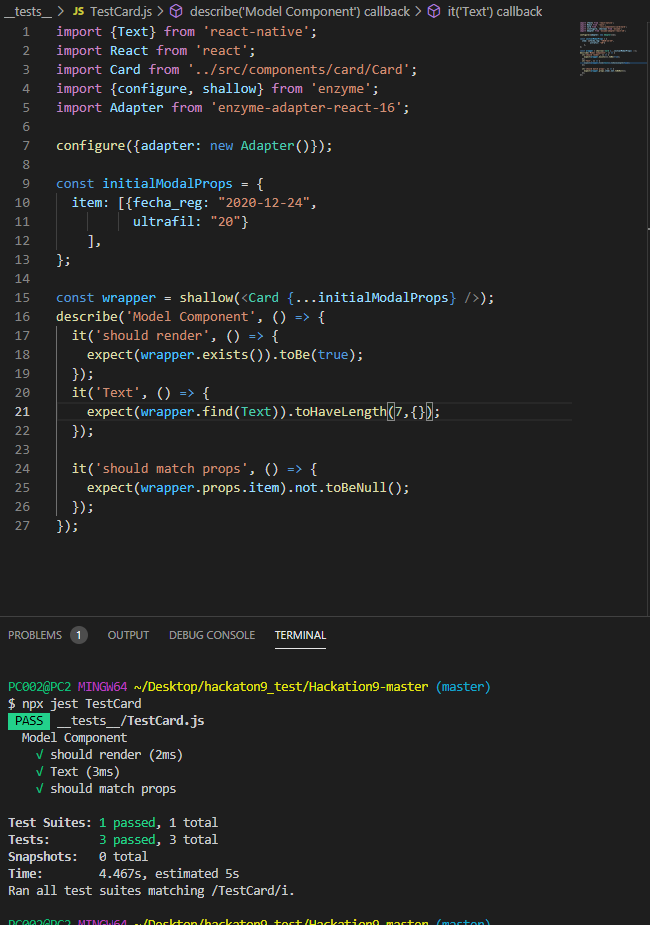 __tests__ > JS TestCard.js > describe('Model Component') callback > it('Text') callback
1 import {Text} from 'react-native';
2 import React from 'react';
3 import Card from '../src/components/card/Card';
4 import {configure, shallow} from 'enzyme';
5 import Adapter from 'enzyme-adapter-react-16';
6
7 configure({adapter: new Adapter()});
8
9 const initialModalProps = {
10 item: [{fecha_reg: "2020-12-24",
11 ultrafil: "20"}
12 ],
13 };
14
15 const wrapper = shallow(<Card {...initialModalProps} />);
16 describe('Model Component', () => {
17 it('should render', () => {
18 expect(wrapper.exists()).toBe(true);
19 });
20 it('Text', () => {
21 expect(wrapper.find(Text)).toHaveLength(7,{});
22 });
23
24 it('should match props', () => {
25 expect(wrapper.props.item).not.toBeNull();
26 });
27 });
PROBLEMS 1 OUTPUT DEBUG CONSOLE TERMINAL
PC002@PC2 MINGW64 ~/Desktop/hackaton9_test/Hackation9-master (master)
$ npx jest TestCard
PASS __tests__/TestCard.js
Model Component
√ should render (2ms)
√ Text (3ms)
√ should match props
Test Suites: 1 passed, 1 total
Tests: 3 passed, 3 total
Snapshots: 0 total
Time: 4.467s, estimated 5s
Ran all test suites matching /TestCard/i.
PC002@PC2 MINGW64 ~/Desktop/hackaton9_test/Hackation9-master (master)